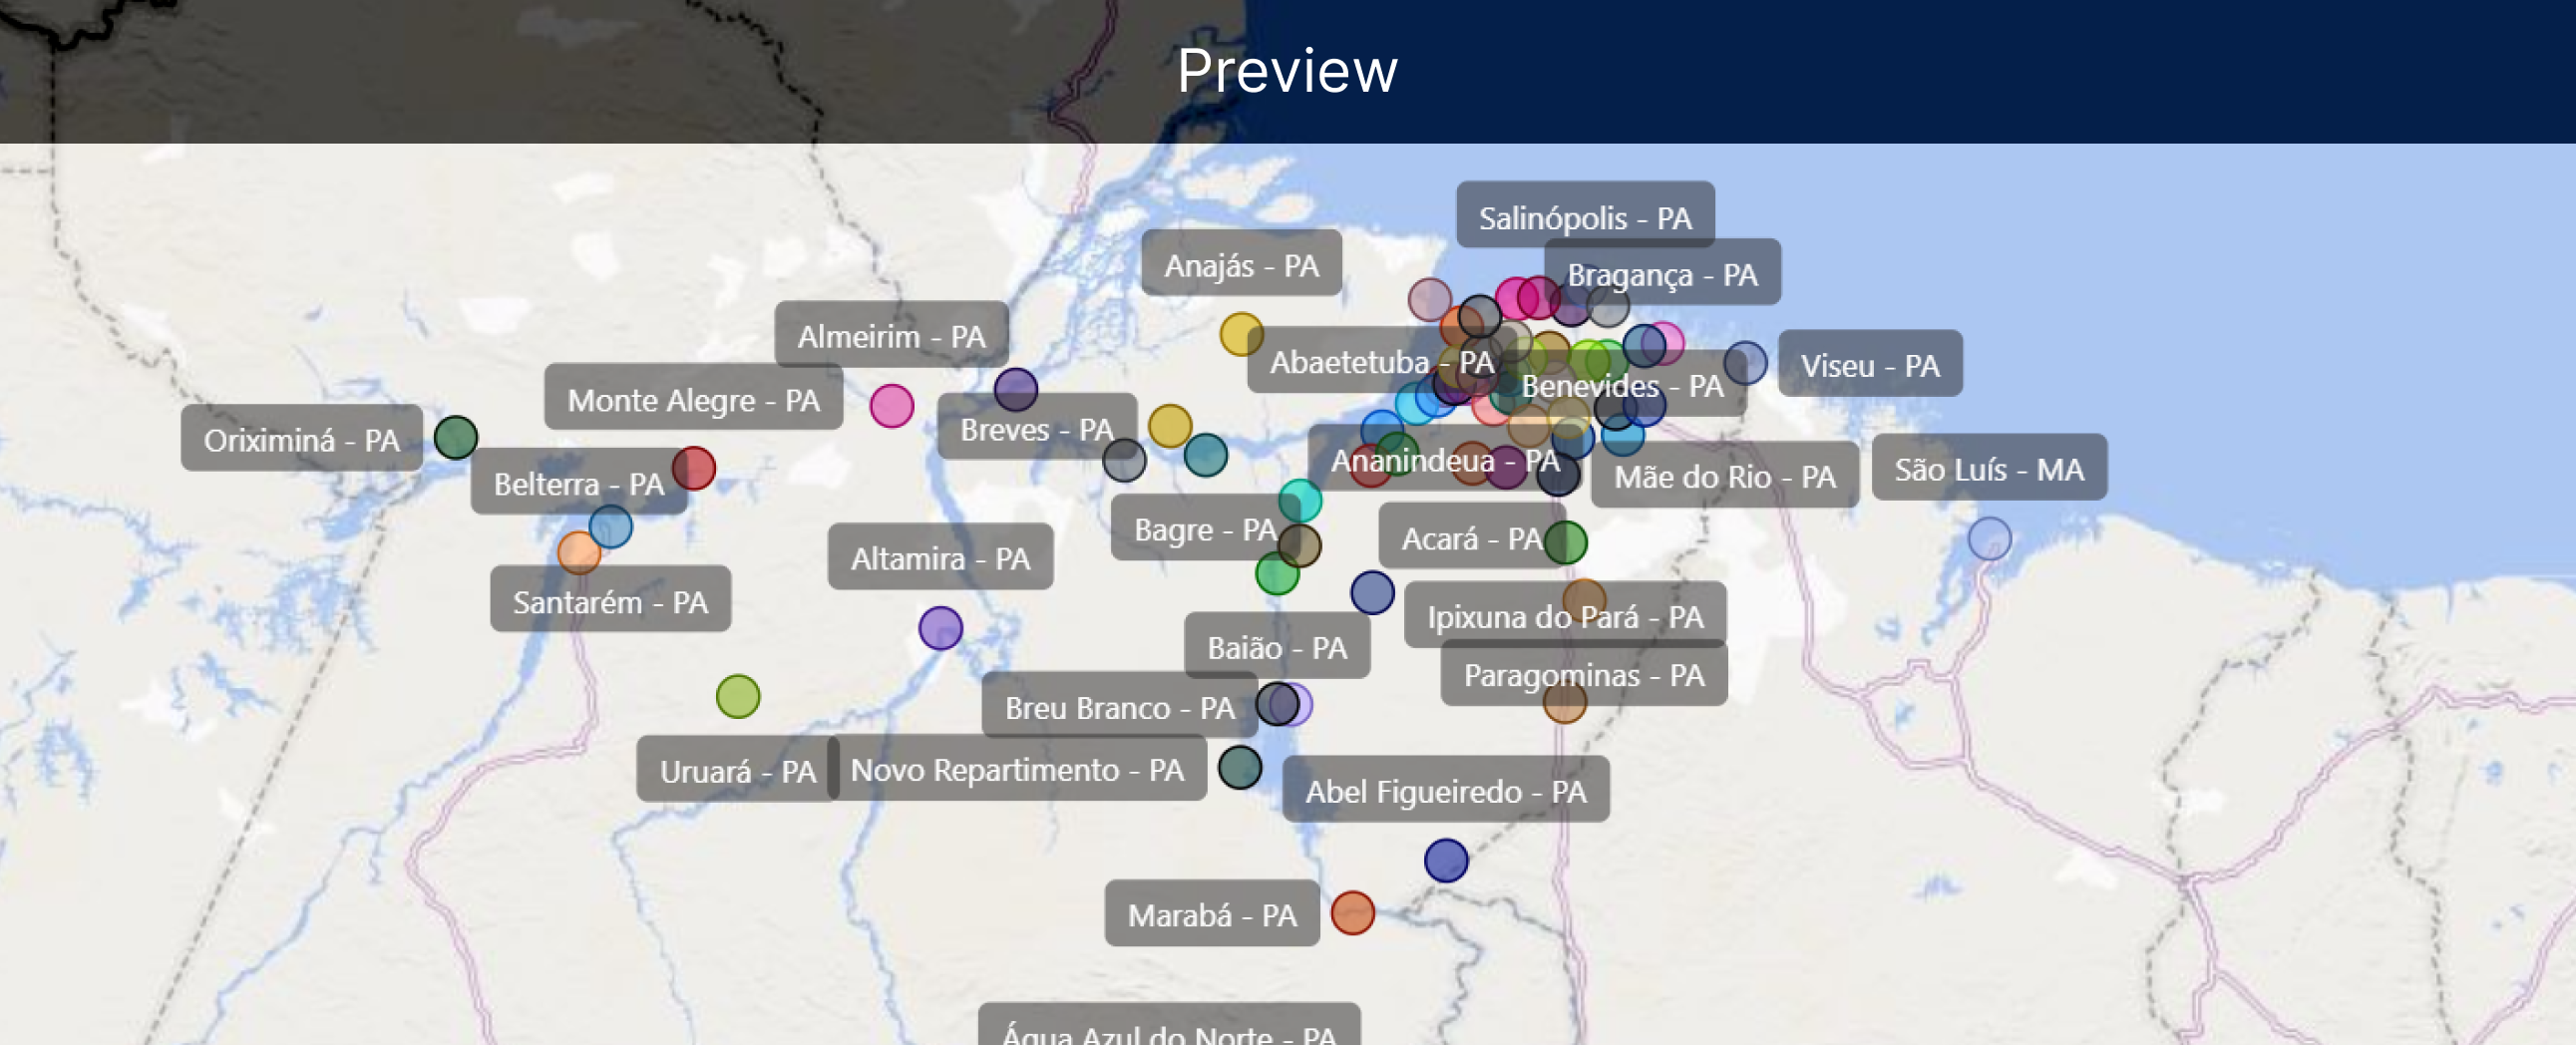 Preview
Salinópolis - PA
Anajás - PA
Bragança - PA
Almeirim - PA
Abaetetuba - PA
Viseu - PA
Benevides - PA
Monte Alegre - PA
Breves - PA
Oriximiná - PA
Ananindeua - PA
São Luís - MA
Mãe do Rio - PA
Belterra - PA
Bagre - PA
Acará - PA
Altamira - PA
Santarém - PA
Ipixuna do Pará - PA
Baião - PA
Paragominas - PA
Breu Branco - PA
Uruará - PA
Novo Repartimento - PA
Abel Figueiredo - PA
Marabá - PA
Água Azul do Norte - PA